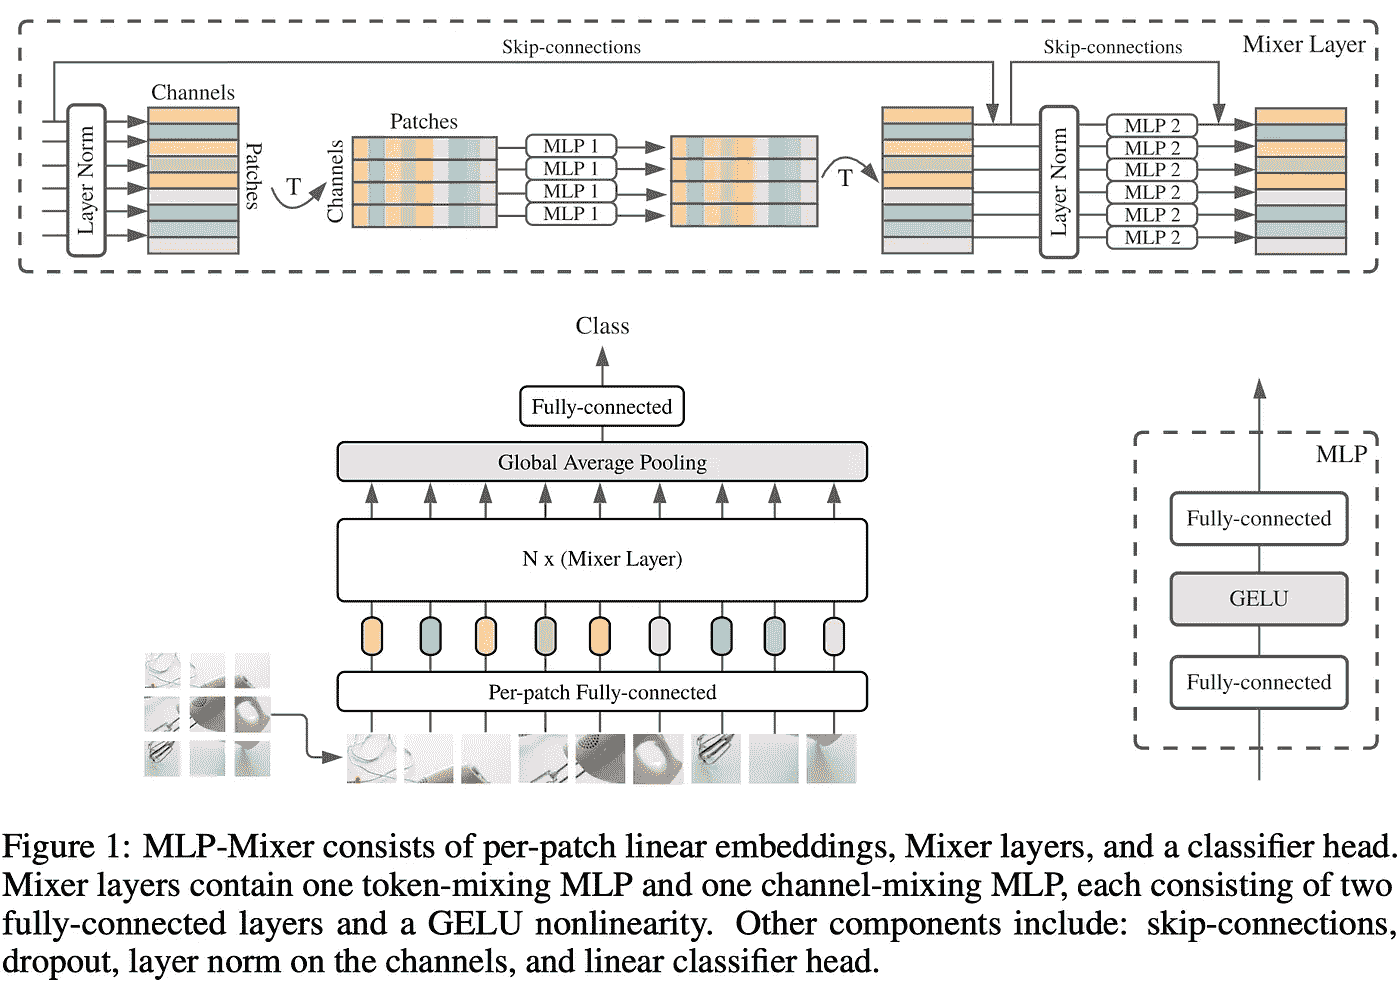 Skip-connections
Skip-connections
Mixer Layer
Channels
Layer Norm
Patches
T
Patches
Channels
MLP 1
MLP 1
MLP 1
MLP 1
T
Layer Norm
MLP 2
MLP 2
MLP 2
MLP 2
MLP 2
MLP 2
Class
Fully-connected
Global Average Pooling
N x (Mixer Layer)
Per-patch Fully-connected
MLP
Fully-connected
GELU
Fully-connected
Figure 1: MLP-Mixer consists of per-patch linear embeddings, Mixer layers, and a classifier head.
Mixer layers contain one token-mixing MLP and one channel-mixing MLP, each consisting of two
fully-connected layers and a GELU nonlinearity. Other components include: skip-connections,
dropout, layer norm on the channels, and linear classifier head.